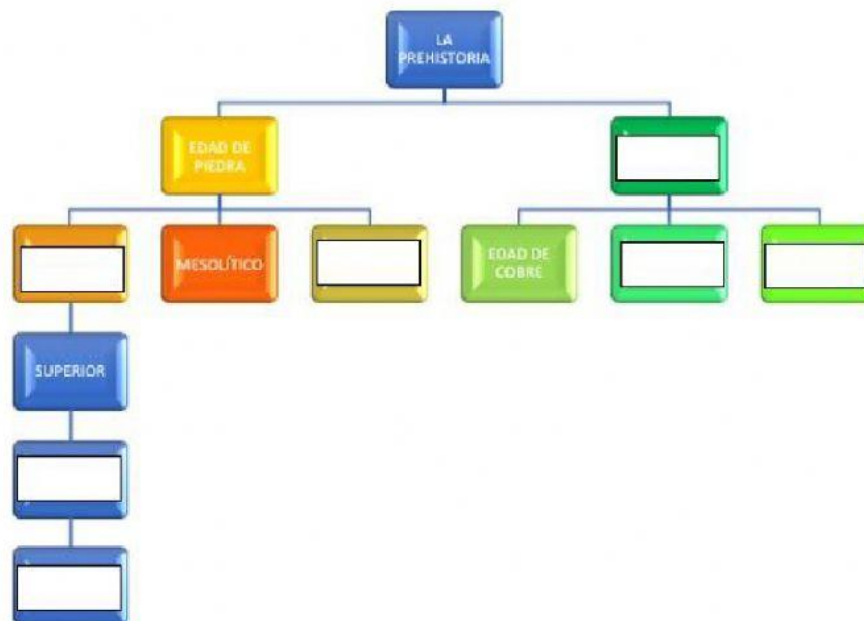 LA
PREHISTORIA
EDAD DE
PIEDRA
MESOLÍTICO
EDAD DE
COBRE
SUPERIOR